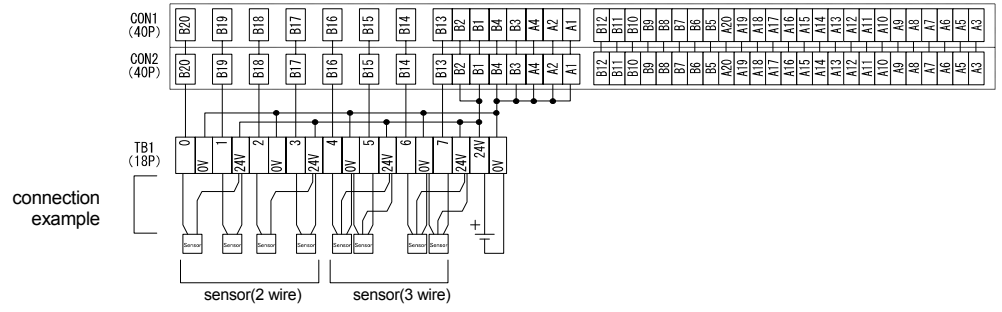 CON1
(40P)
B20 B19 B18 B17 B16 B15 B14 B13 B2 B1 B4 B3 A4 A2 A1 B12 B11 B10 B9 B8 B7 B6 B5 A20 A19 A18 A17 A16 A15 A14 A13 A12 A11 A10 A9 A8 A7 A6 A5 A3
CON2
(40P)
B20 B19 B18 B17 B16 B15 B14 B13 B2 B1 B4 B3 A4 A2 A1 B12 B11 B10 B9 B8 B7 B6 B5 A20 A19 A18 A17 A16 A15 A14 A13 A12 A11 A10 A9 A8 A7 A6 A5 A3
TB1
(18P)
0 0V 1 24V 2 0V 3 24V 4 0V 5 24V 6 0V 7 24V 24V 0V
connection
example
+
Sensor Sensor Sensor Sensor Sensor Sensor Sensor Sensor
sensor(2 wire) sensor(3 wire)